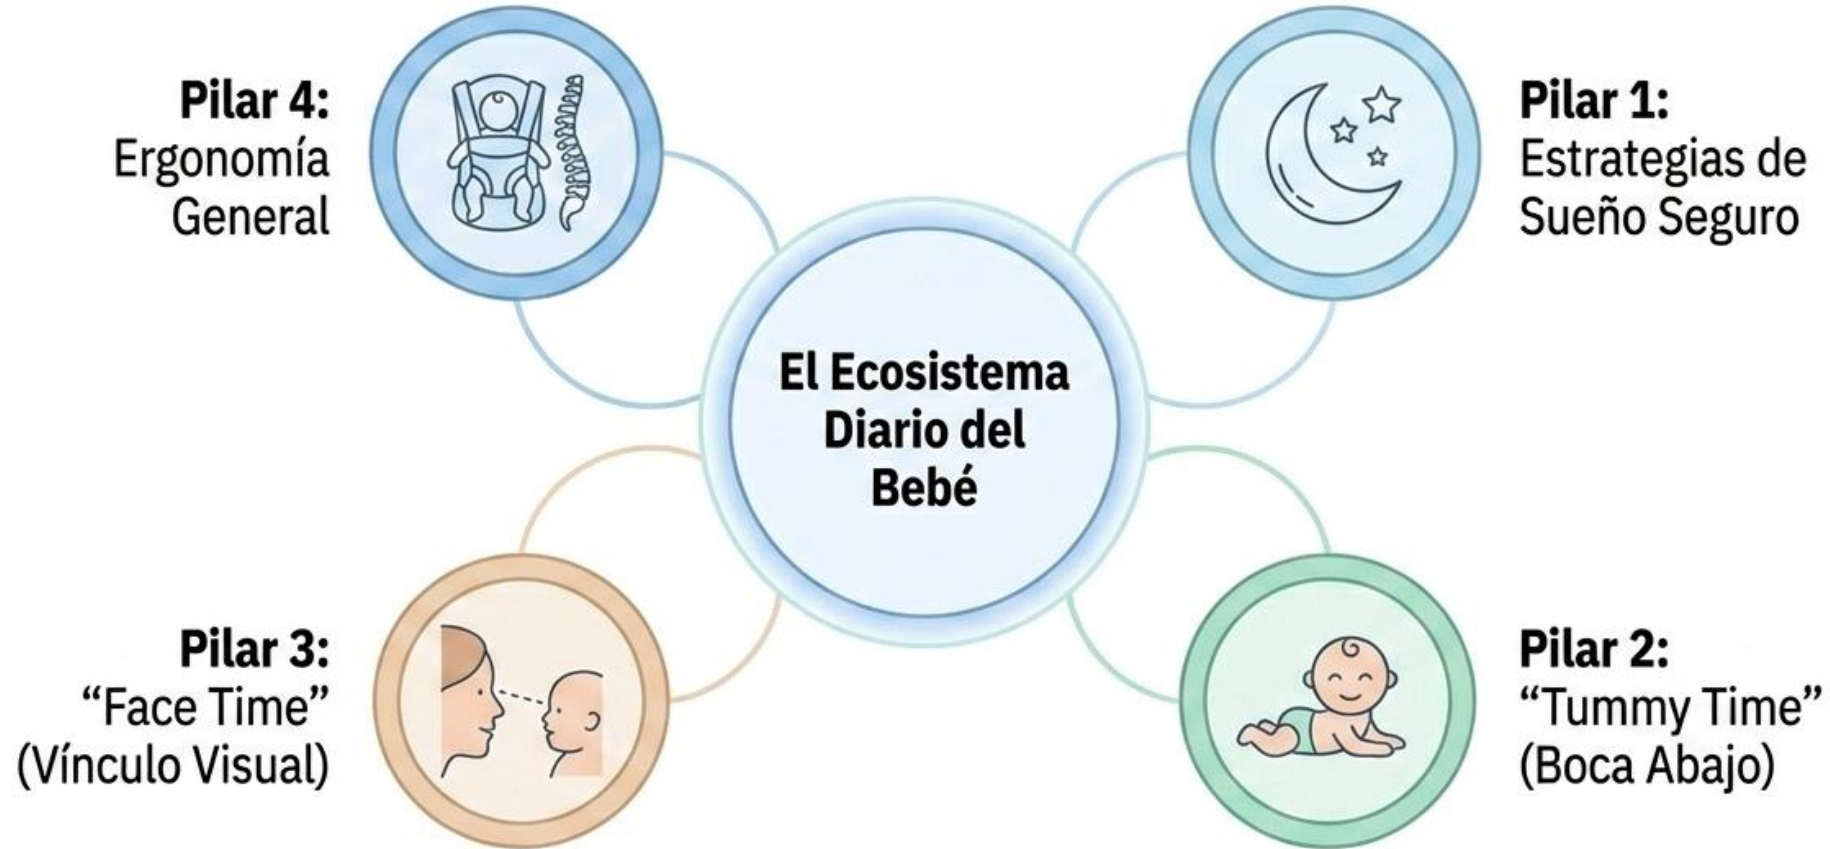 Pilar 4:
Ergonomía
General
Pilar 1:
Estrategias de
Sueño Seguro
El Ecosistema
Diario del
Bebé
Pilar 3:
“Face Time”
(Vínculo Visual)
Pilar 2:
“Tummy Time”
(Boca Abajo)